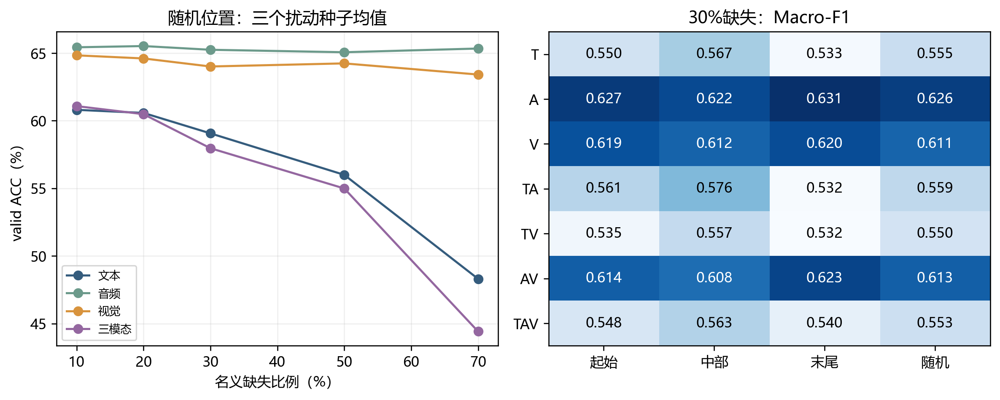 随机位置：三个扰动种子均值
65
60
55
50
45
valid ACC（%）
10 20 30 40 50 60 70
名义缺失比例（%）
文本
音频
视觉
三模态
30%缺失：Macro-F1
T 0.550 0.567 0.533 0.555
A 0.627 0.622 0.631 0.626
V 0.619 0.612 0.620 0.611
TA 0.561 0.576 0.532 0.559
TV 0.535 0.557 0.532 0.550
AV 0.614 0.608 0.623 0.613
TAV 0.548 0.563 0.540 0.553
起始 中部 末尾 随机